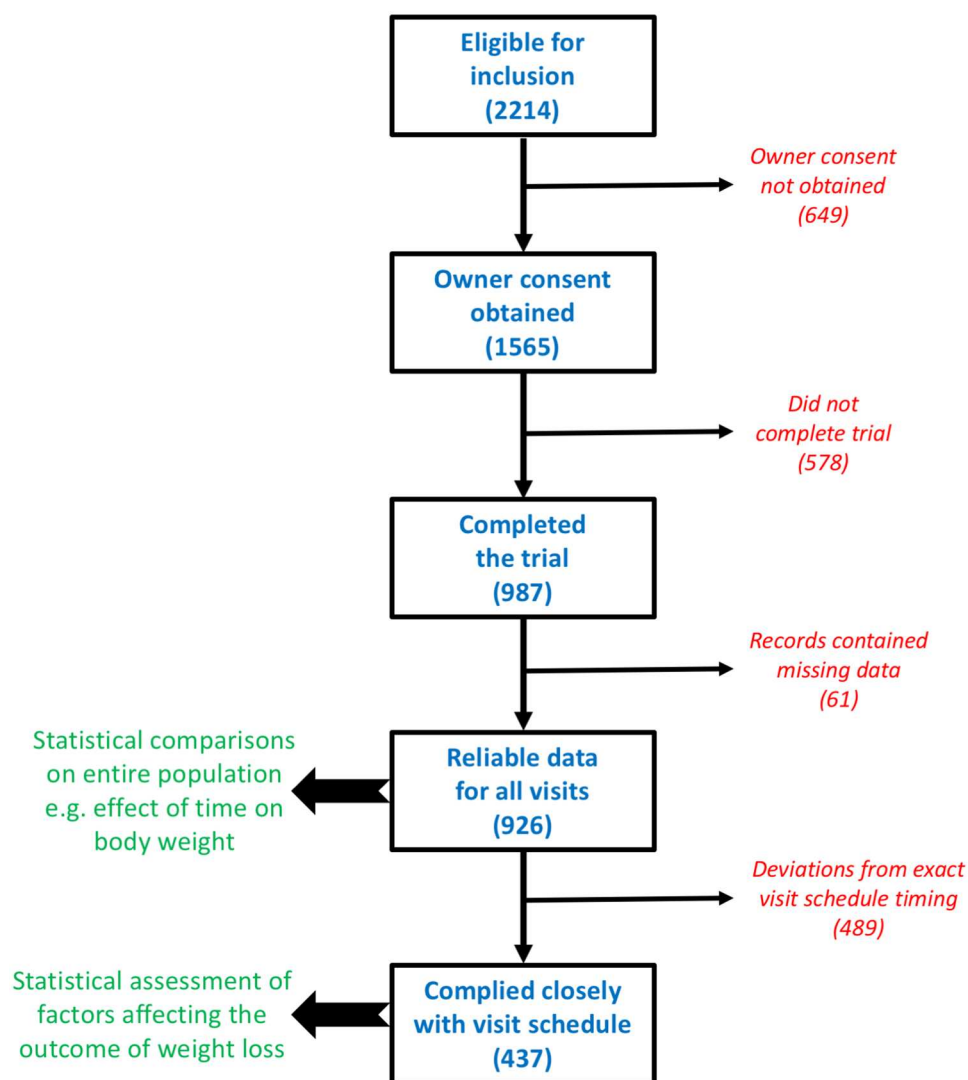 Eligible for
inclusion
(2214)
Owner consent
not obtained
(649)
Owner consent
obtained
(1565)
Did not
complete trial
(578)
Completed
the trial
(987)
Records contained
missing data
(61)
Statistical comparisons
on entire population
e.g. effect of time on
body weight
Reliable data
for all visits
(926)
Deviations from exact
visit schedule timing
(489)
Statistical assessment of
factors affecting the
outcome of weight loss
Complied closely
with visit schedule
(437)